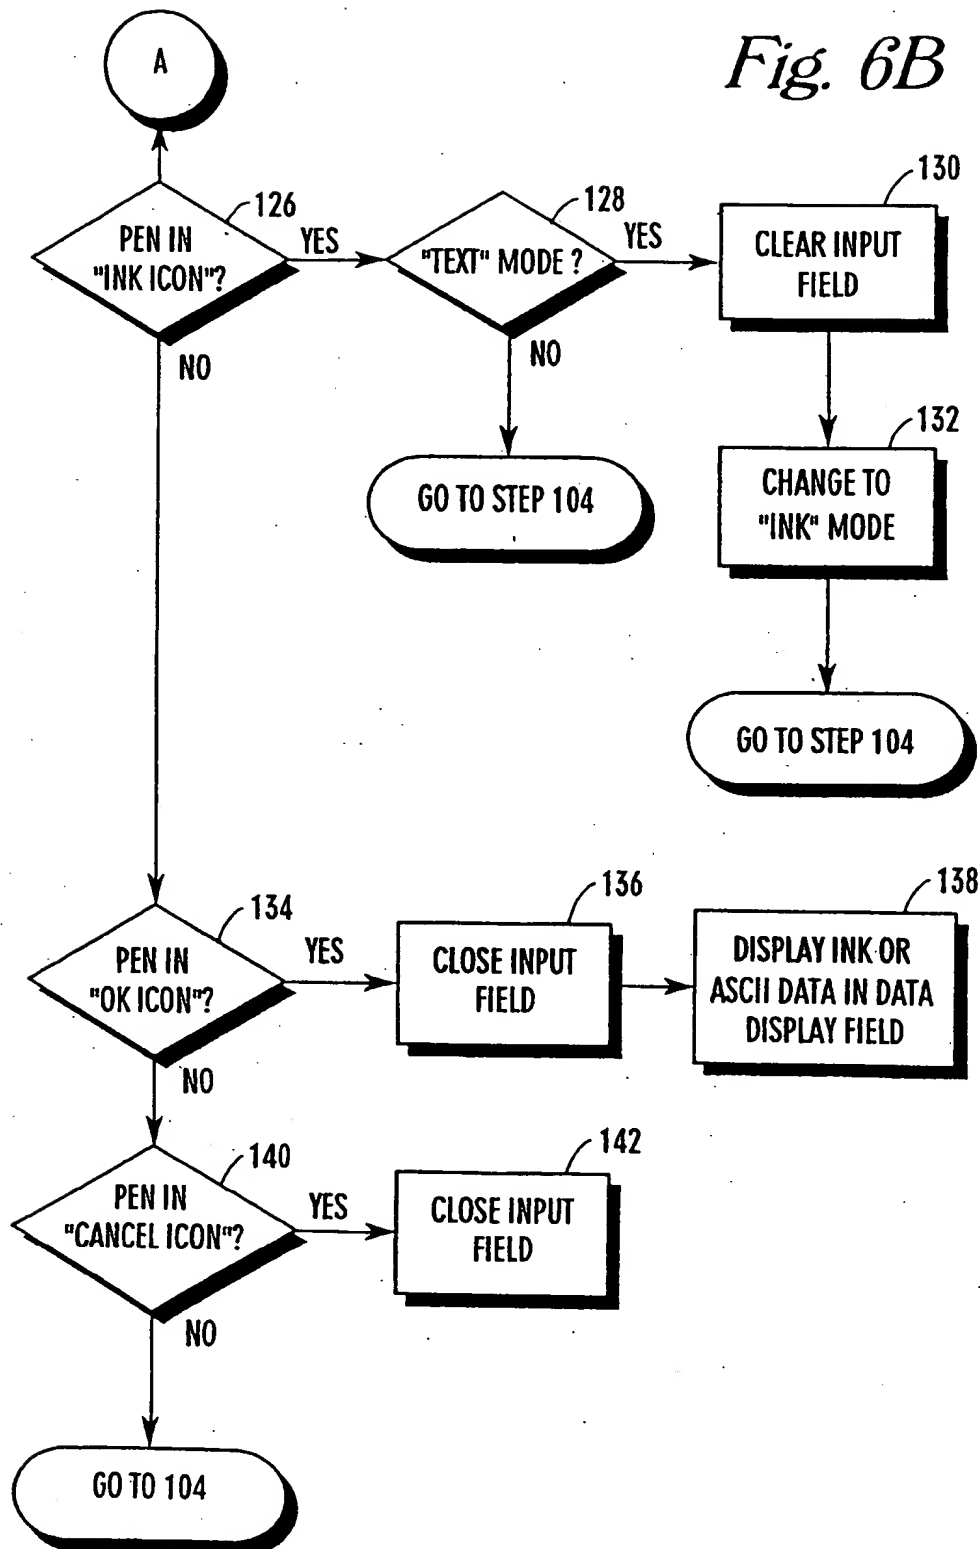 Fig. 6B
A
126
PEN IN
"INK ICON"?
YES
NO
128
"TEXT" MODE ?
YES
NO
GO TO STEP 104
130
CLEAR INPUT
FIELD
132
CHANGE TO
"INK" MODE
GO TO STEP 104
134
PEN IN
"OK ICON"?
YES
NO
136
CLOSE INPUT
FIELD
138
DISPLAY INK OR
ASCII DATA IN DATA
DISPLAY FIELD
140
PEN IN
"CANCEL ICON"?
YES
NO
142
CLOSE INPUT
FIELD
GO TO 104